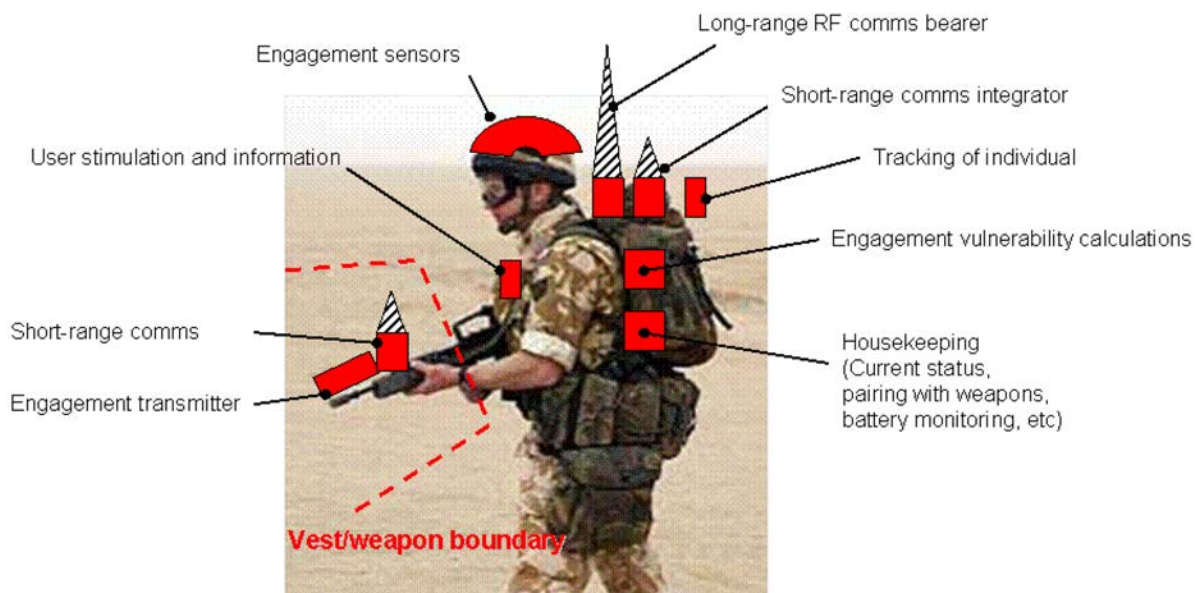 Long-range RF comms bearer
Engagement sensors
Short-range comms integrator
User stimulation and information
Tracking of individual
Engagement vulnerability calculations
Short-range comms
Housekeeping
(Current status,
pairing with weapons,
battery monitoring, etc)
Engagement transmitter
Vest/weapon boundary